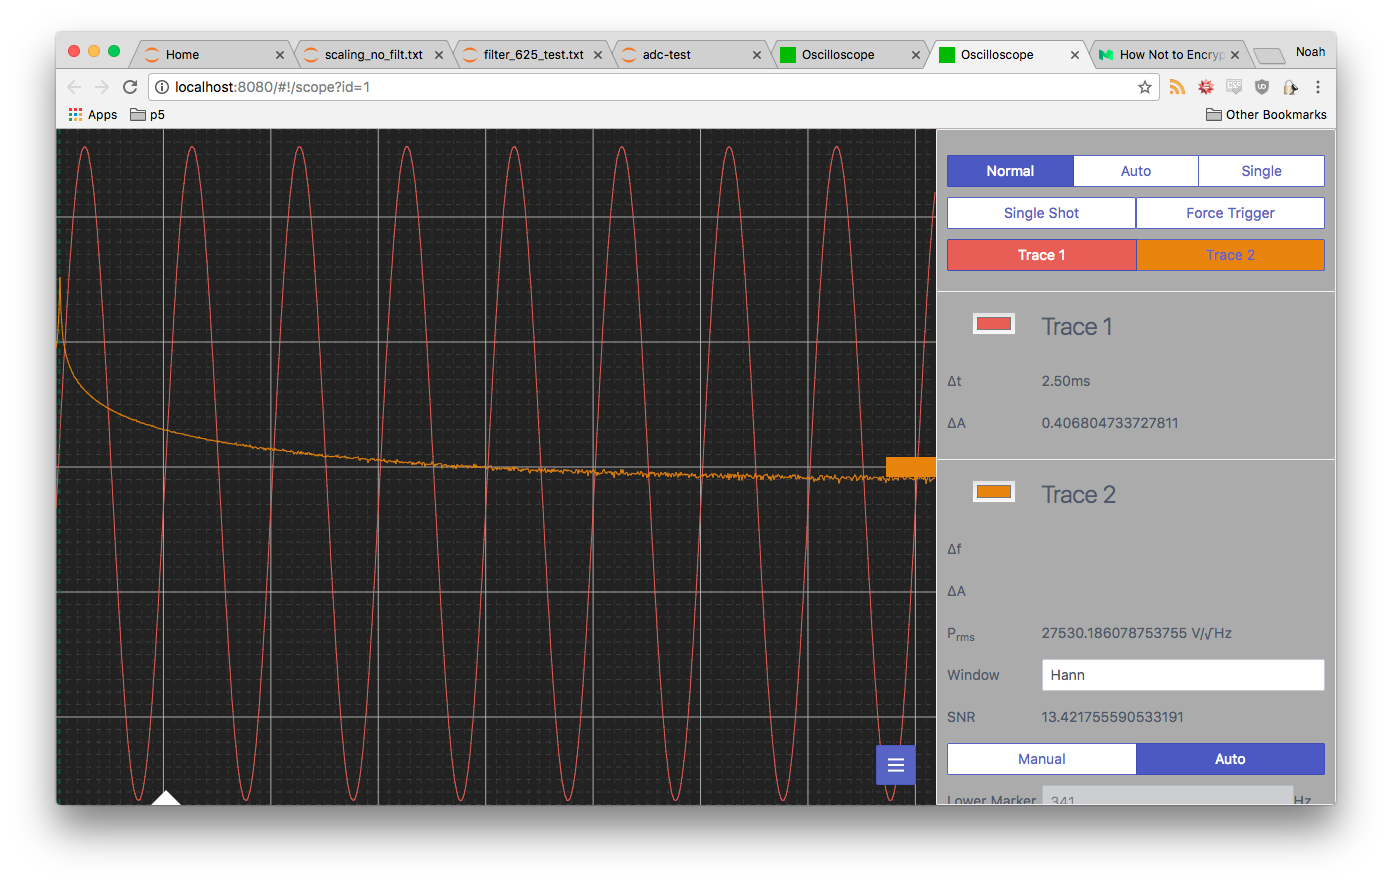 Home
scaling_no_filt.txt
filter_625_test.txt
adc-test
Oscilloscope
Oscilloscope
How Not to Encryp
Noah
localhost:8080/#!/scope?id=1
Apps
p5
Other Bookmarks
Normal Auto Single
Single Shot Force Trigger
Trace 1 Trace 2
Trace 1
Δt 2.50ms
ΔA 0.406804733727811
Trace 2
Δf
ΔA
Prms 27530.186078753755 V/√Hz
Window Hann
SNR 13.421755590533191
Manual Auto
Lower Marker 341 Hz